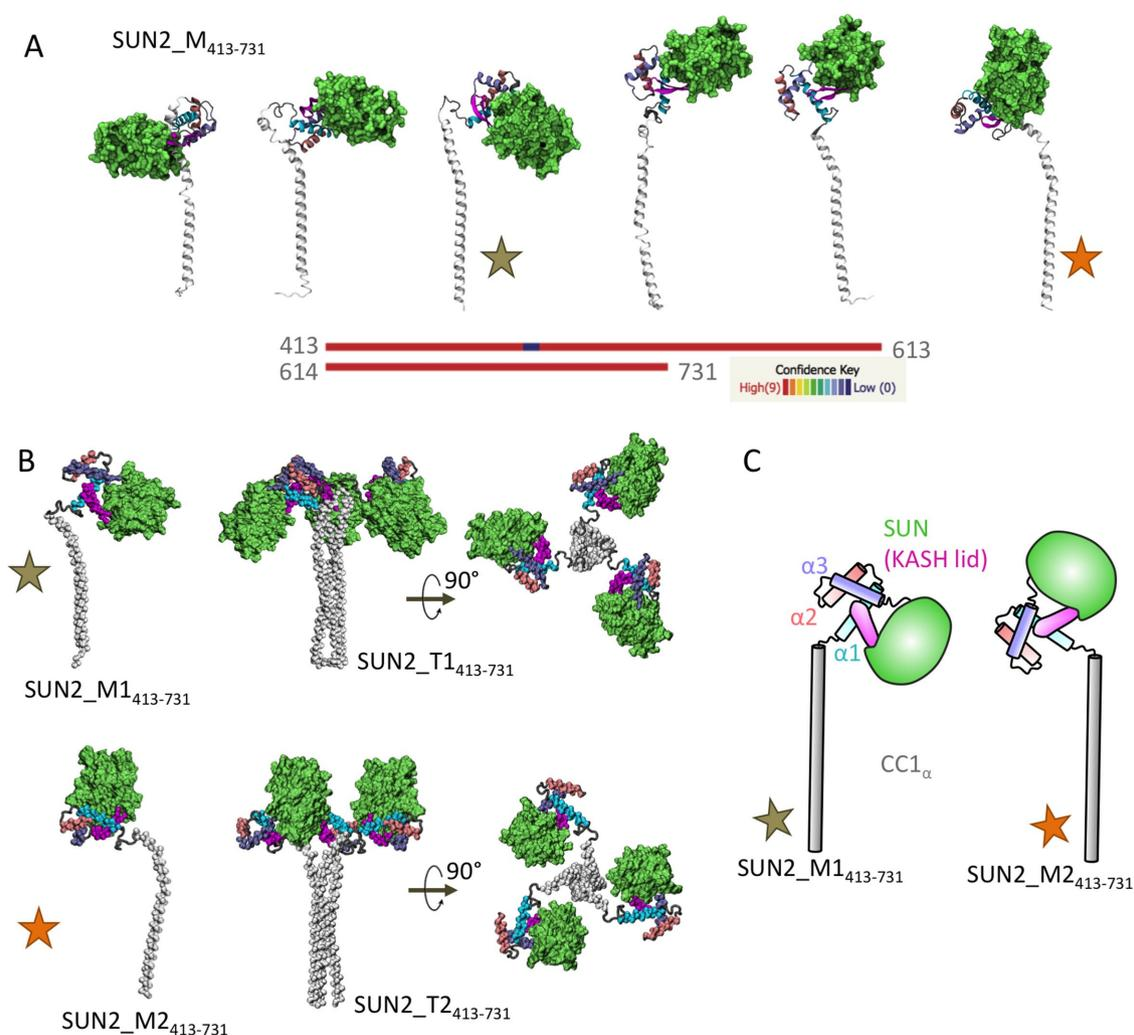 A
SUN2_M413-731
413 613
614 731
Confidence Key
High(9) Low (0)
B
C
90°
SUN2_T1413-731
SUN2_M1413-731
SUN
(KASH lid)
α3
α2
α1
CC1α
90°
SUN2_M1413-731
SUN2_M2413-731
SUN2_T2413-731
SUN2_M2413-731